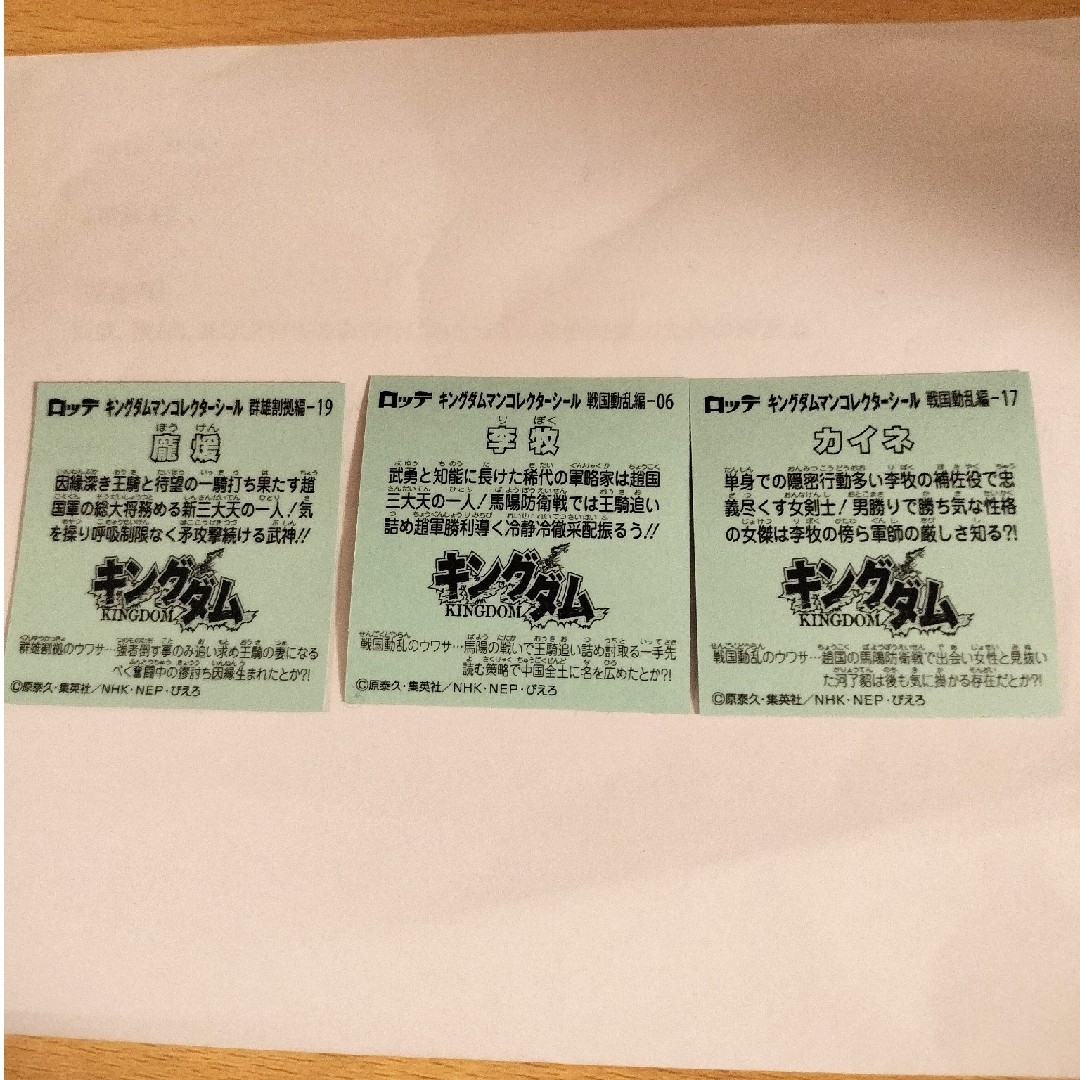 ロッテ キングダムマンコレクターシール 群雄割拠編-19
ほう けん
龐煖
因縁深き王騎と待望の一騎打ち果たす趙
国軍の総大将務める新三大天の一人!気
を操り呼吸制限なく矛攻撃続ける武神!!
キングダム
KINGDOM
群雄割拠のウワサ…強者倒す事のみ追い求め王騎の妻になる
べく奮闘中の摎討ち因縁生まれたとか?!
©原泰久・集英社/NHK・NEP・ぴえろ
ロッテ キングダムマンコレクターシール 戦国動乱編-06
り ぼく
李牧
武勇と知能に長けた稀代の軍略家は趙国
三大天の一人!馬陽防衛戦では王騎追い
詰め趙軍勝利導く冷静冷徹采配振るう!!
キングダム
KINGDOM
戦国動乱のウワサ…馬陽の戦いで王騎追い詰め討取る一手先
読む策略で中国全土に名を広めたとか?!
©原泰久・集英社/NHK・NEP・ぴえろ
ロッテ キングダムマンコレクターシール 戦国動乱編-17
カイネ
単身での隠密行動多い李牧の補佐役で忠
義尽くす女剣士!男勝りで勝ち気な性格
の女傑は李牧の傍ら軍師の厳しさ知る?!
キングダム
KINGDOM
戦国動乱のウワサ…趙国の馬陽防衛戦で出会い女性と見抜い
た河了貂は後も気に掛かる存在だとか?!
©原泰久・集英社/NHK・NEP・ぴえろ